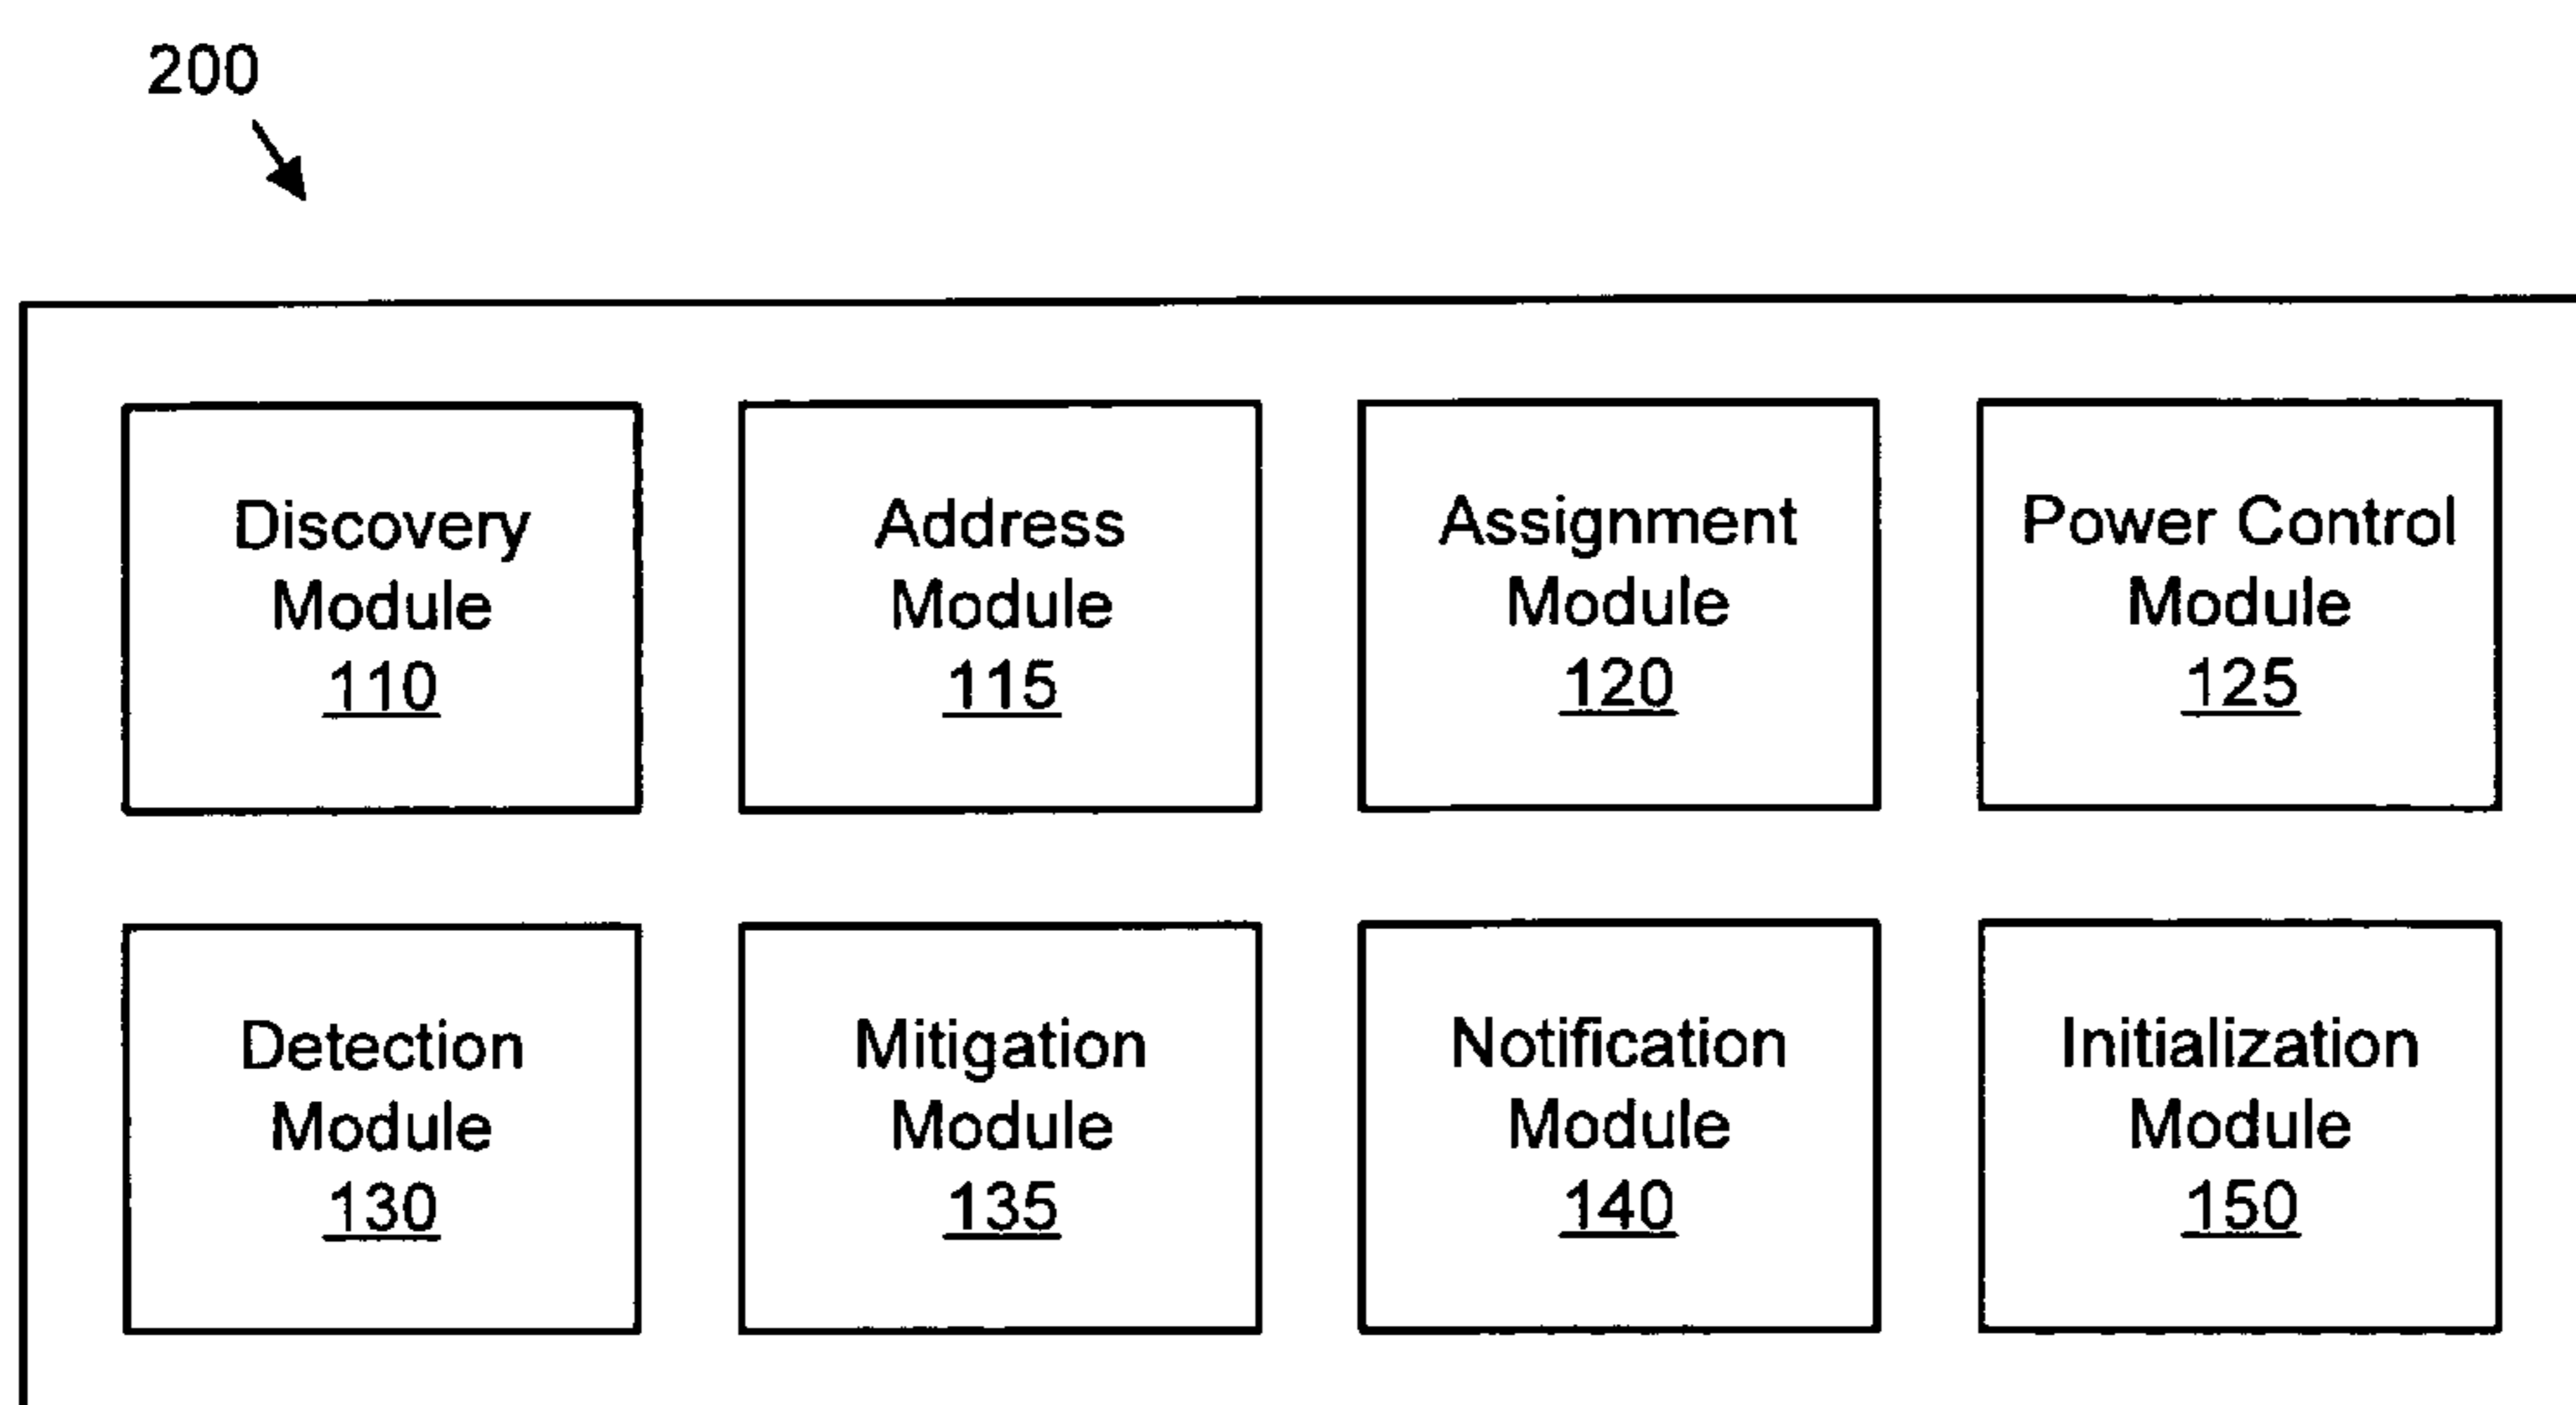 200
Discovery
Module
110
Address
Module
115
Assignment
Module
120
Power Control
Module
125
Detection
Module
130
Mitigation
Module
135
Notification
Module
140
Initialization
Module
150